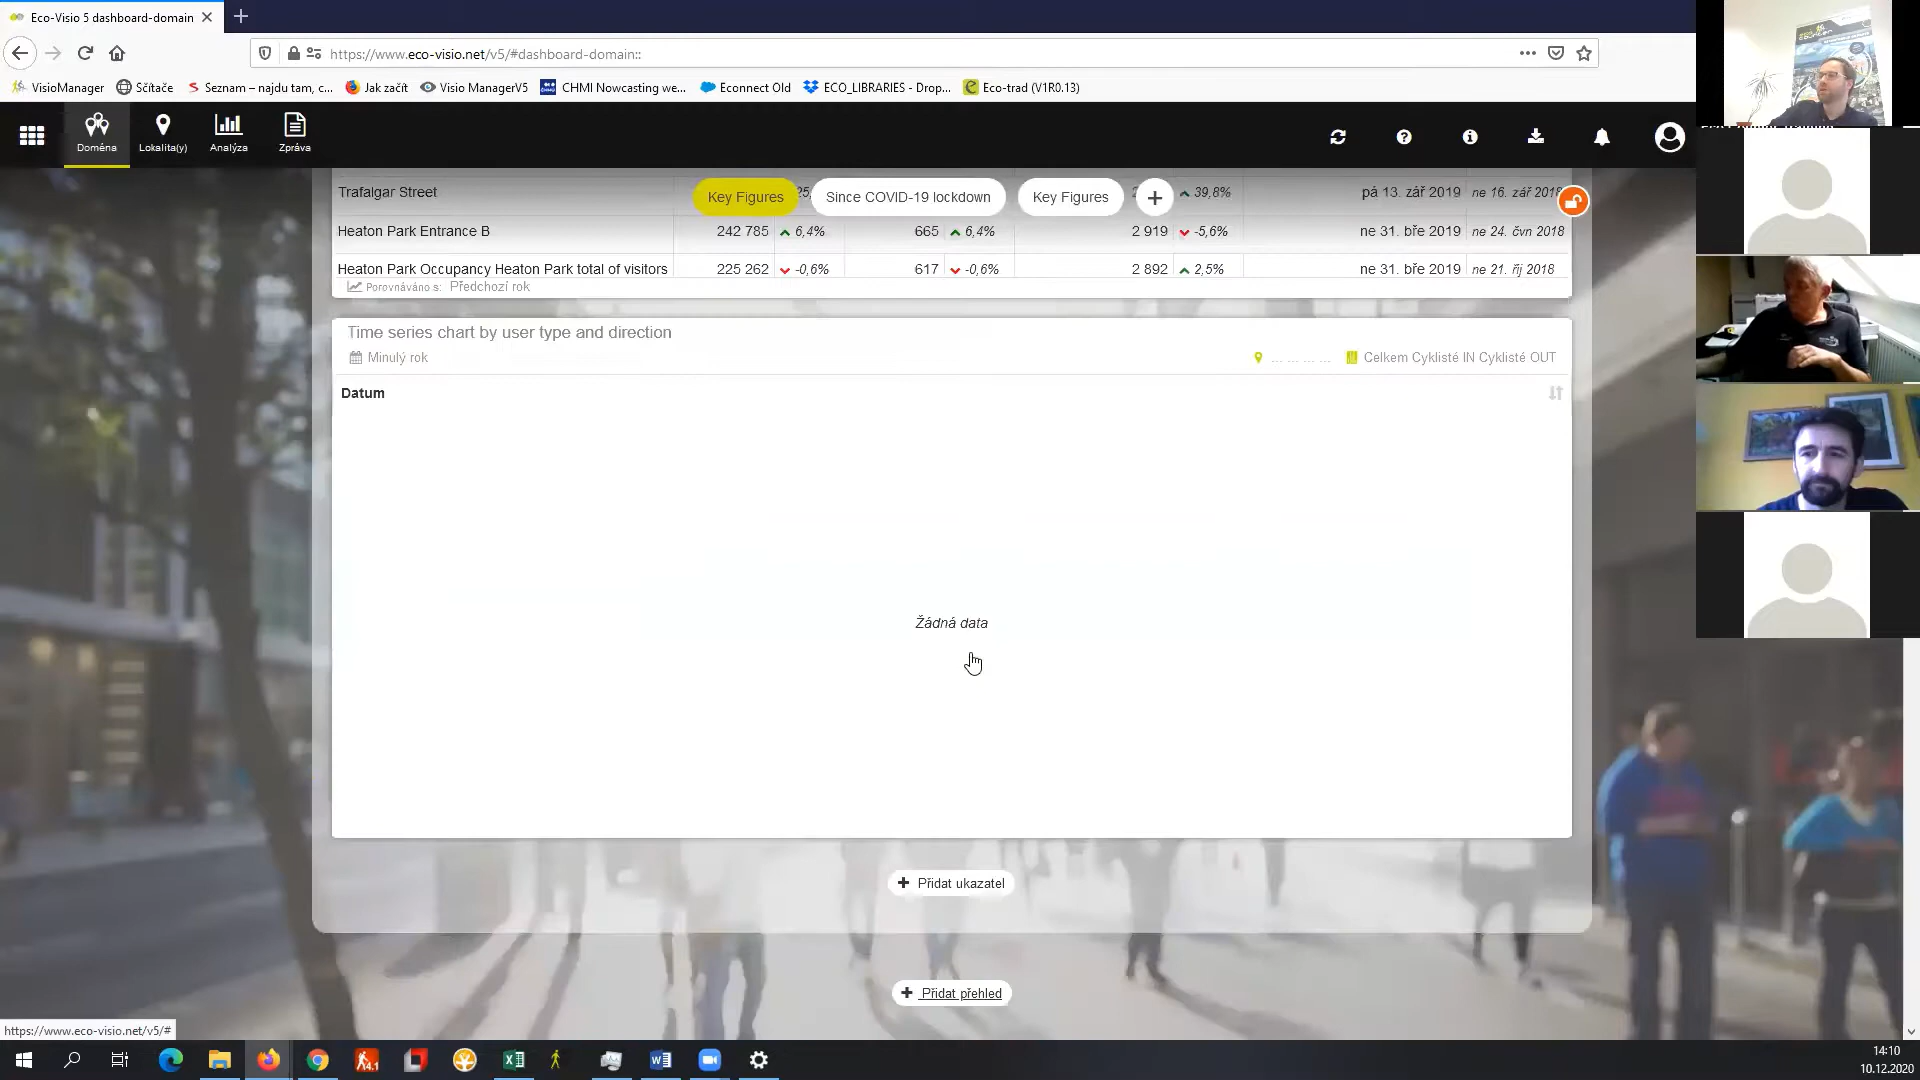 Eco-Visio 5 dashboard-domain
https://www.eco-visio.net/v5/#dashboard-domain::
VisioManager Sčítače Seznam – najdu tam, c... Jak začít Visio ManagerV5 CHMI Nowcasting we... Econnect Old ECO_LIBRARIES - Drop... Eco-trad (V1R0.13)
Doména Lokalita(y) Analýza Zpráva
Key Figures Since COVID-19 lockdown Key Figures
Trafalgar Street 39,8% pá 13. zář 2019 ne 16. zář 2018
Heaton Park Entrance B 242 785 6,4% 665 6,4% 2 919 -5,6% ne 31. bře 2019 ne 24. čvn 2018
Heaton Park Occupancy Heaton Park total of visitors 225 262 -0,6% 617 -0,6% 2 892 2,5% ne 31. bře 2019 ne 21. říj 2018
Porovnáváno s: Předchozí rok
Time series chart by user type and direction
Minulý rok ... ... ... ... Celkem Cyklisté IN Cyklisté OUT
Datum
Žádná data
+ Přidat ukazatel
+ Přidat přehled
https://www.eco-visio.net/v5/#
14:10
10.12.2020